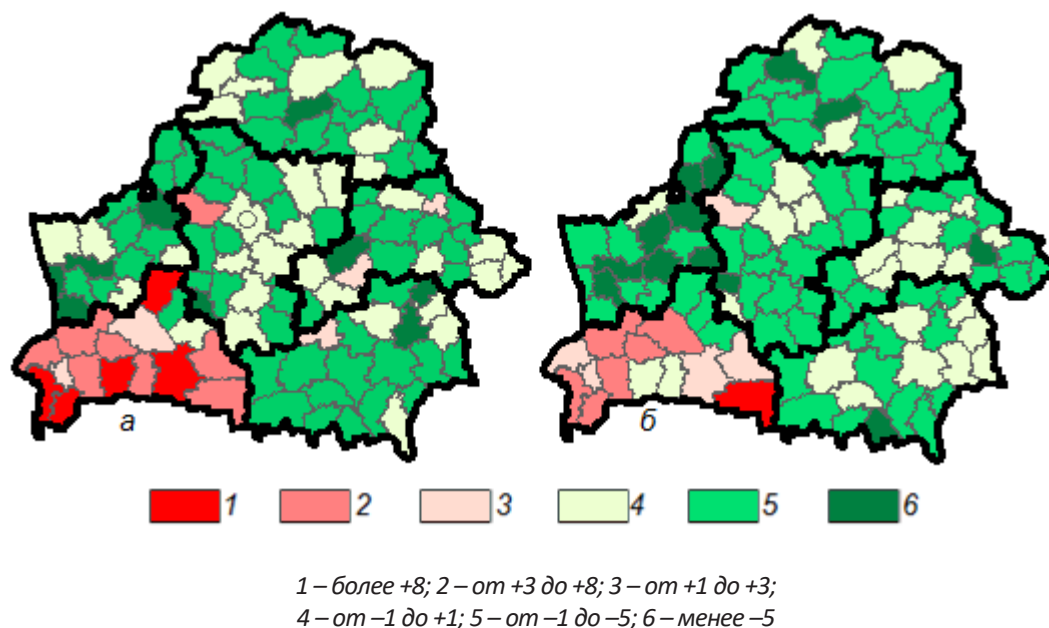 а б
1 2 3 4 5 6
1 – более +8; 2 – от +3 до +8; 3 – от +1 до +3;
4 – от –1 до +1; 5 – от –1 до –5; 6 – менее –5